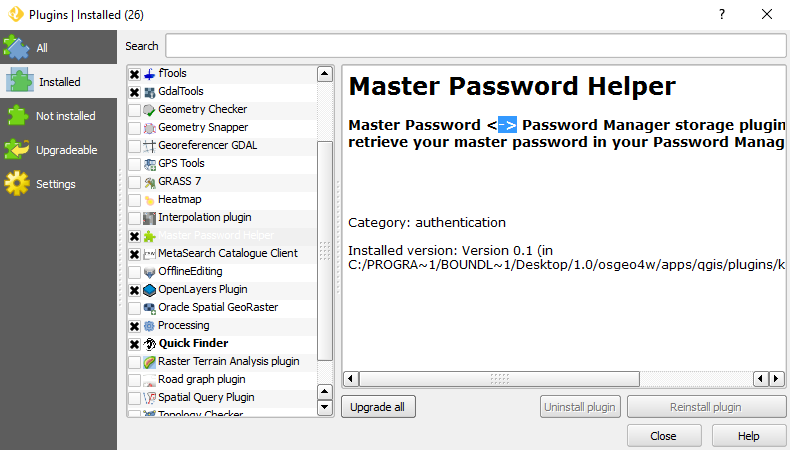 Plugins | Installed (26)
All
Installed
Not installed
Upgradeable
Settings
Search
fTools
GdalTools
Geometry Checker
Geometry Snapper
Georeferencer GDAL
GPS Tools
GRASS 7
Heatmap
Interpolation plugin
Master Password Helper
MetaSearch Catalogue Client
OfflineEditing
OpenLayers Plugin
Oracle Spatial GeoRaster
Processing
Quick Finder
Raster Terrain Analysis plugin
Road graph plugin
Spatial Query Plugin
Topology Checker
Master Password Helper
Master Password <-> Password Manager storage plugin
retrieve your master password in your Password Manag
Category: authentication
Installed version: Version 0.1 (in
C:/PROGRA~1/BOUNDL~1/Desktop/1.0/osgeo4w/apps/qgis/plugins/k
Upgrade all
Uninstall plugin
Reinstall plugin
Close
Help